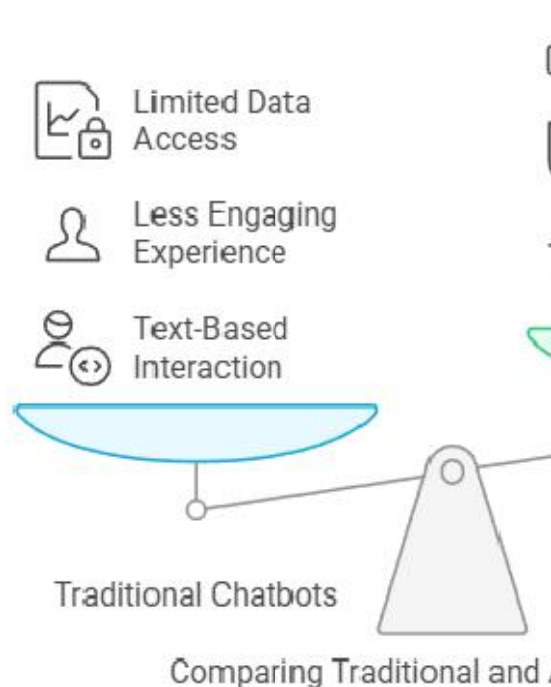 Limited Data
Access
Less Engaging
Experience
Text-Based
Interaction
Traditional Chatbots
Comparing Traditional and